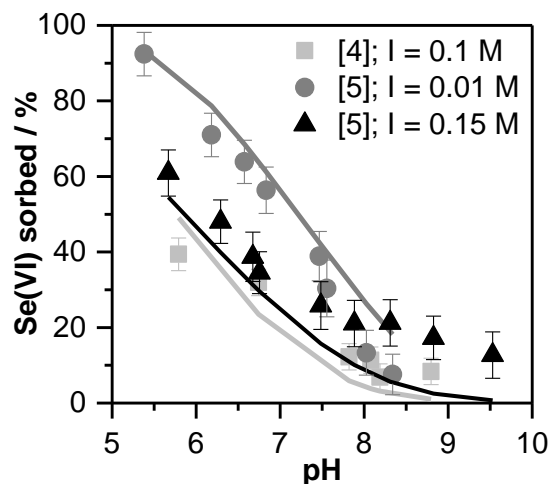 100
80
60
40
20
0
Se(VI) sorbed / %
[4]; I = 0.1 M
[5]; I = 0.01 M
[5]; I = 0.15 M
5 6 7 8 9 10
pH